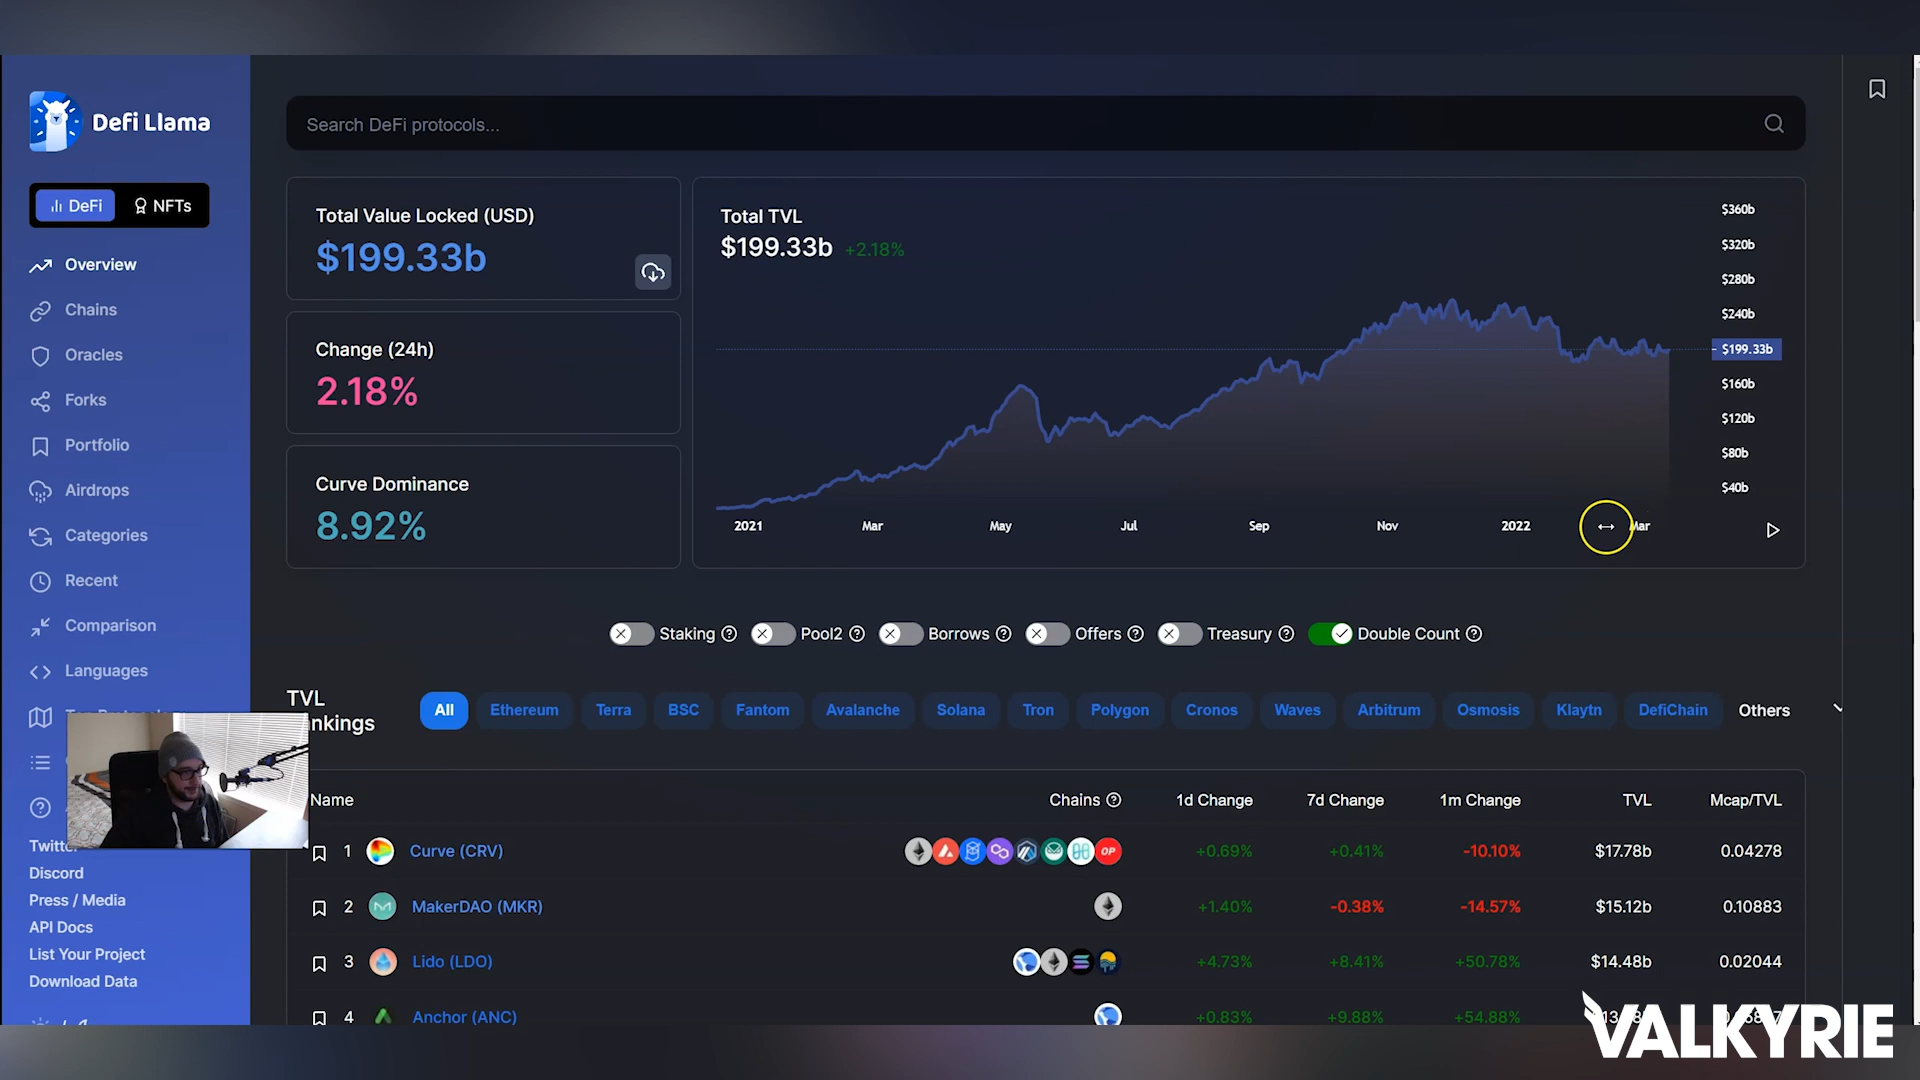 Defi Llama
Search DeFi protocols...
DeFi
NFTs
Overview
Chains
Oracles
Forks
Portfolio
Airdrops
Categories
Recent
Comparison
Languages
Twitter
Discord
Press / Media
API Docs
List Your Project
Download Data
Total Value Locked (USD)
$199.33b
Change (24h)
2.18%
Curve Dominance
8.92%
Total TVL
$199.33b +2.18%
$360b
$320b
$280b
$240b
$199.33b
$160b
$120b
$80b
$40b
2021 Mar May Jul Sep Nov 2022 Mar
Staking Pool2 Borrows Offers Treasury Double Count
TVL
nkings
All Ethereum Terra BSC Fantom Avalanche Solana Tron Polygon Cronos Waves Arbitrum Osmosis Klaytn DefiChain Others
Name Chains 1d Change 7d Change 1m Change TVL Mcap/TVL
1 Curve (CRV) OP +0.69% +0.41% -10.10% $17.78b 0.04278
2 MakerDAO (MKR) +1.40% -0.38% -14.57% $15.12b 0.10883
3 Lido (LDO) +4.73% +8.41% +50.78% $14.48b 0.02044
4 Anchor (ANC) +0.83% +9.88% +54.88%
VALKYRIE